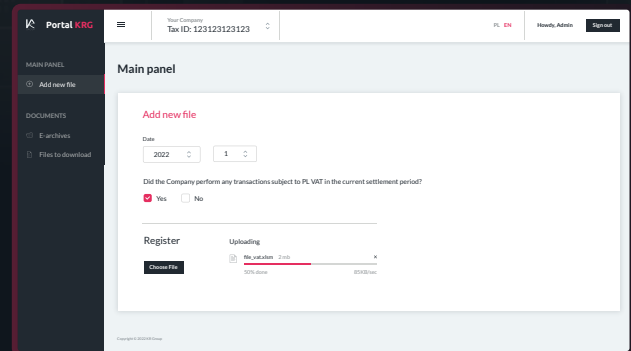 Portal KRG
Your Company
Tax ID: 123123123123
PL EN
Howdy, Admin
Sign out
MAIN PANEL
Add new file
DOCUMENTS
E-archives
Files to download
Main panel
Add new file
Date
2022
1
Did the Company perform any transactions subject to PL VAT in the current settlement period?
Yes
No
Register
Choose File
Uploading
file_vat.xlsm 2 mb
x
50% done
85KB/sec